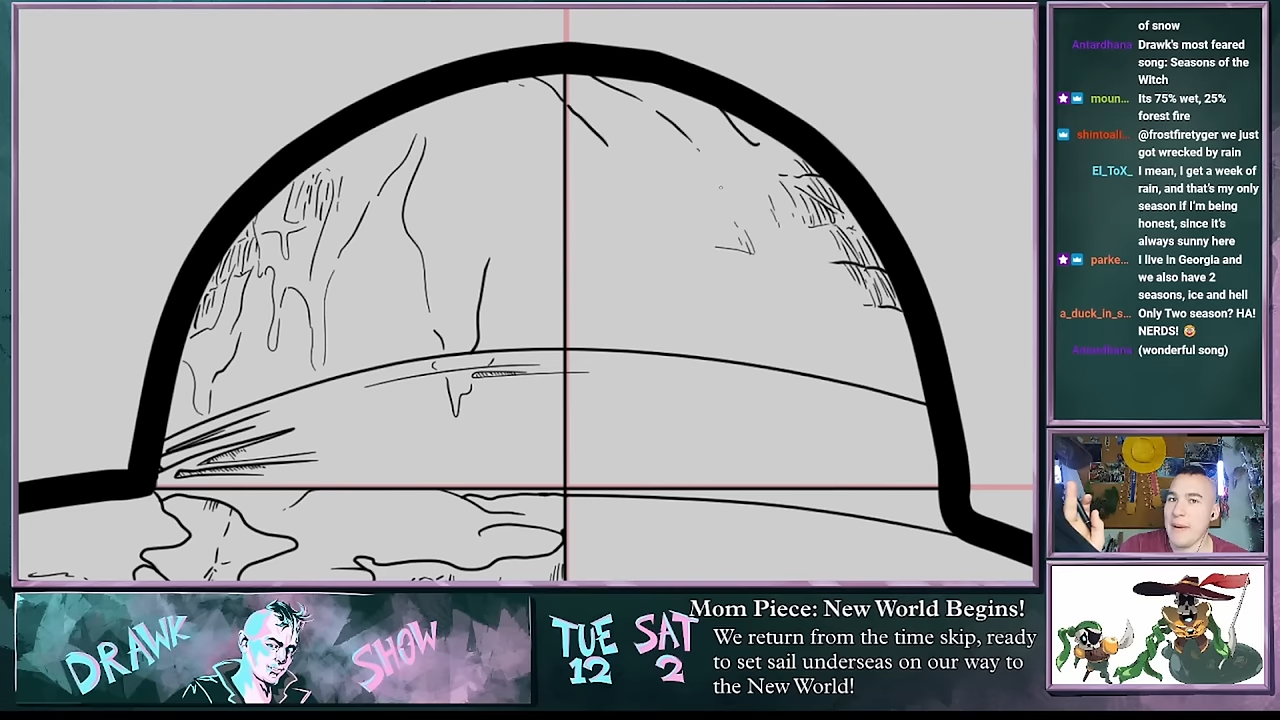 of snow
Antardhana Drawk's most feared
song: Seasons of the
Witch
moun... Its 75% wet, 25%
forest fire
shintoali... @frostfiretyger we just
got wrecked by rain
El_ToX_ I mean, I get a week of
rain, and that's my only
season if I'm being
honest, since it's
always sunny here
parke... I live in Georgia and
we also have 2
seasons, ice and hell
a_duck_in_s... Only Two season? HA!
NERDS!
Antardhana (wonderful song)
DRAWK SHOW
TUE SAT
12 2
Mom Piece: New World Begins!
We return from the time skip, ready
to set sail underseas on our way to
the New World!